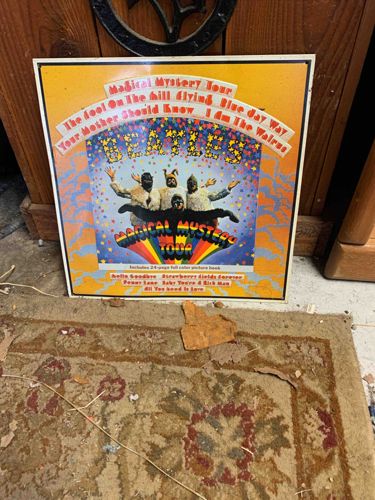 Magical Mystery Tour
The Fool On The Hill Flying Blue Jay Way
Your Mother Should Know I Am The Walrus
BEATLES
MAGICAL MYSTERY
TOUR
Includes 24-page full color picture book
Hello Goodbye Strawberry Fields Forever
Penny Lane Baby You're A Rich Man
All You Need Is Love